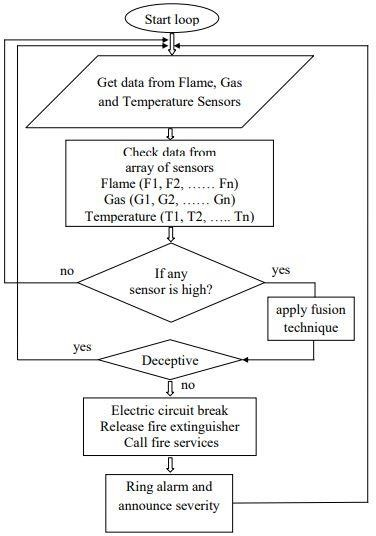 Start loop
Get data from Flame, Gas
and Temperature Sensors
Check data from
array of sensors
Flame (F1, F2, …… Fn)
Gas (G1, G2, …… Gn)
Temperature (T1, T2, ….. Tn)
no
If any
sensor is high?
yes
apply fusion
technique
yes
Deceptive
no
Electric circuit break
Release fire extinguisher
Call fire services
Ring alarm and
announce severity